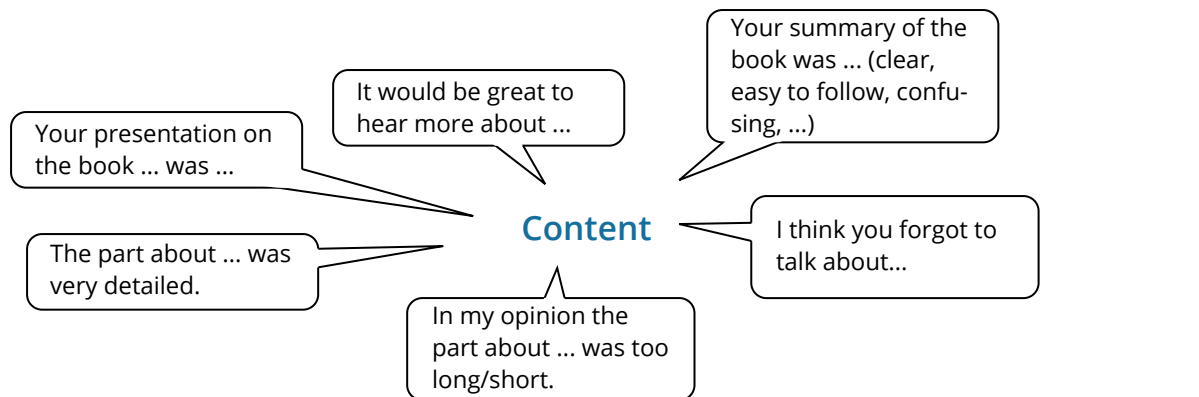 Your summary of the
book was ... (clear,
easy to follow, confu-
sing, ...)
It would be great to
hear more about ...
Your presentation on
the book ... was ...
Content
I think you forgot to
talk about...
The part about ... was
very detailed.
In my opinion the
part about ... was too
long/short.